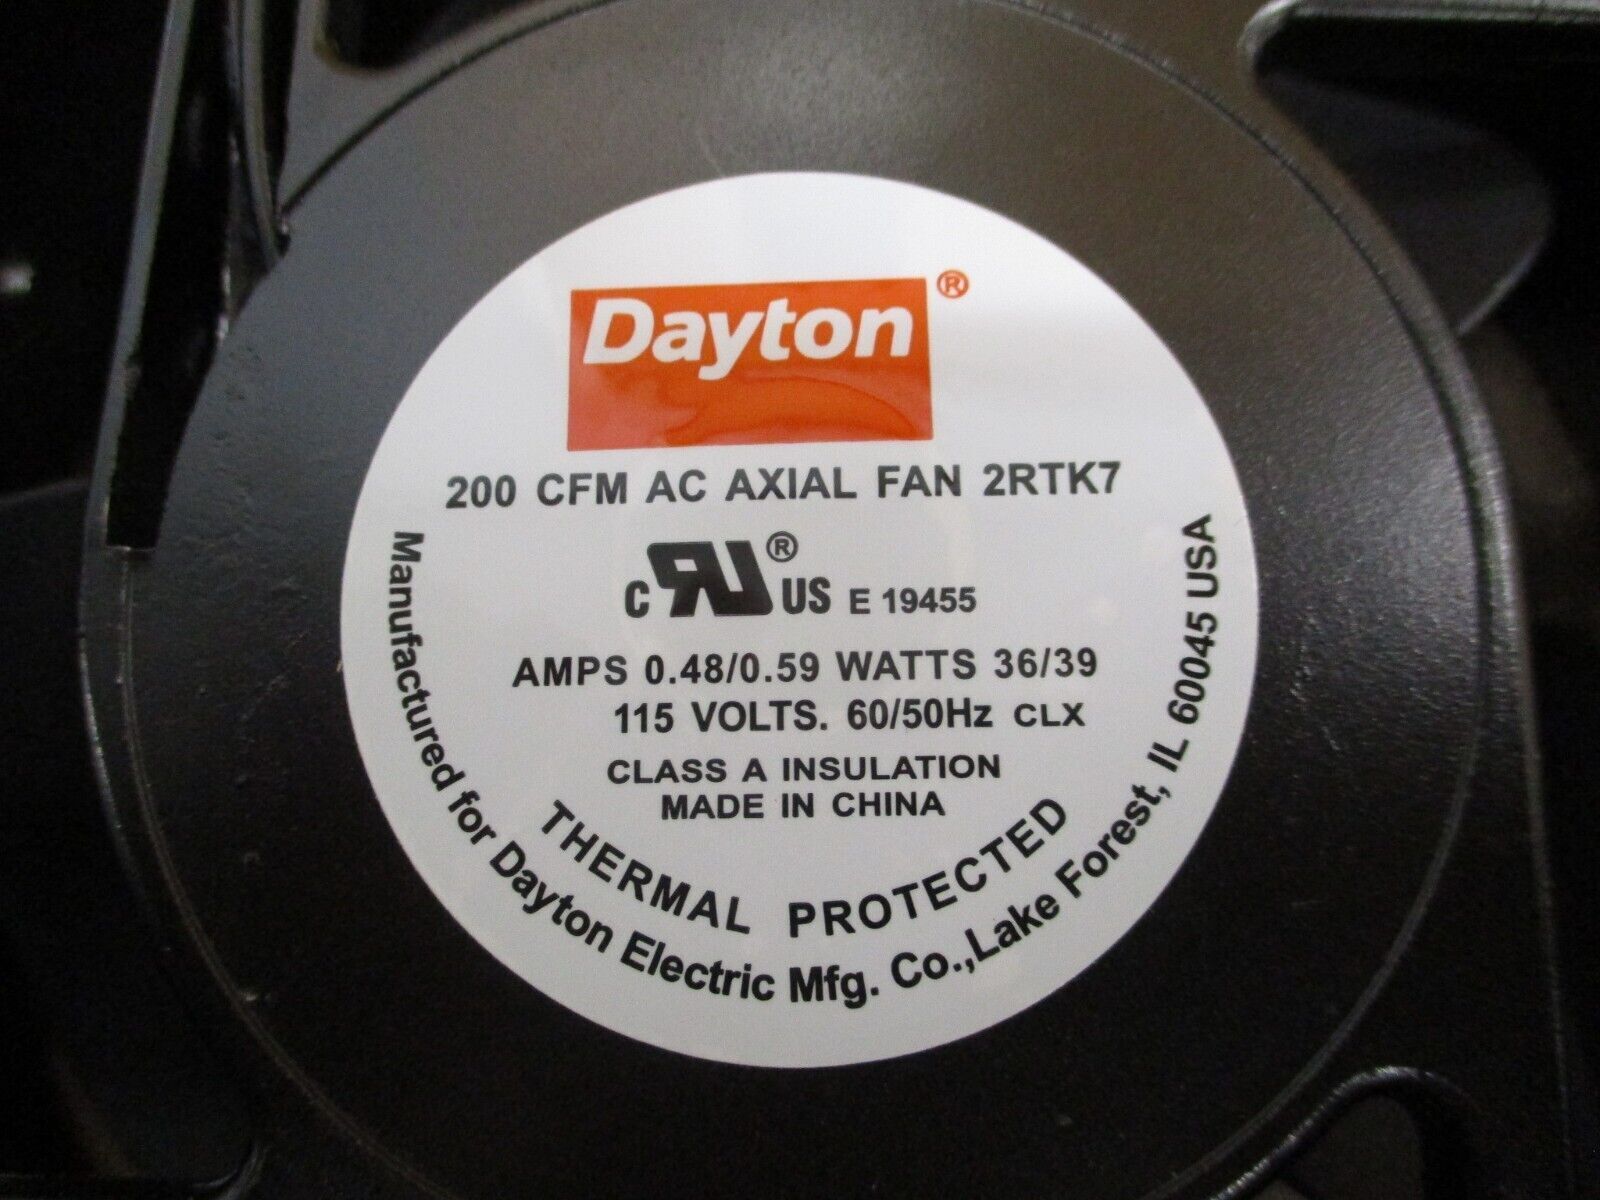 Dayton®
200 CFM AC AXIAL FAN 2RTK7
c RU® US E 19455
AMPS 0.48/0.59 WATTS 36/39
115 VOLTS. 60/50Hz CLX
CLASS A INSULATION
MADE IN CHINA
THERMAL PROTECTED
Manufactured for Dayton Electric Mfg. Co.,Lake Forest, IL 60045 USA